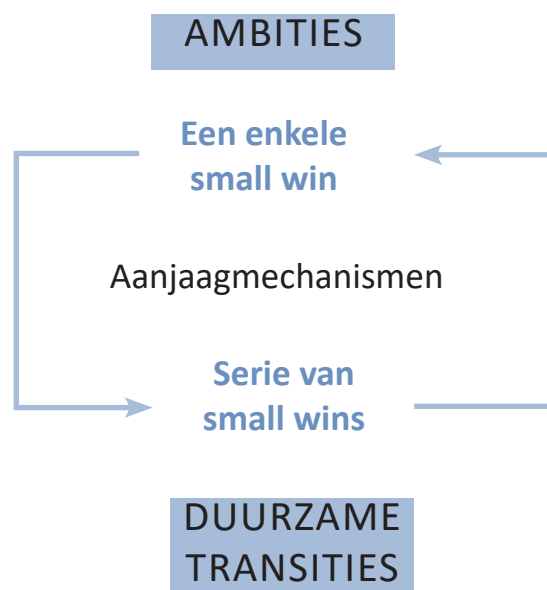 AMBITIES
Een enkele
small win
Aanjaagmechanismen
Serie van
small wins
DUURZAME
TRANSITIES